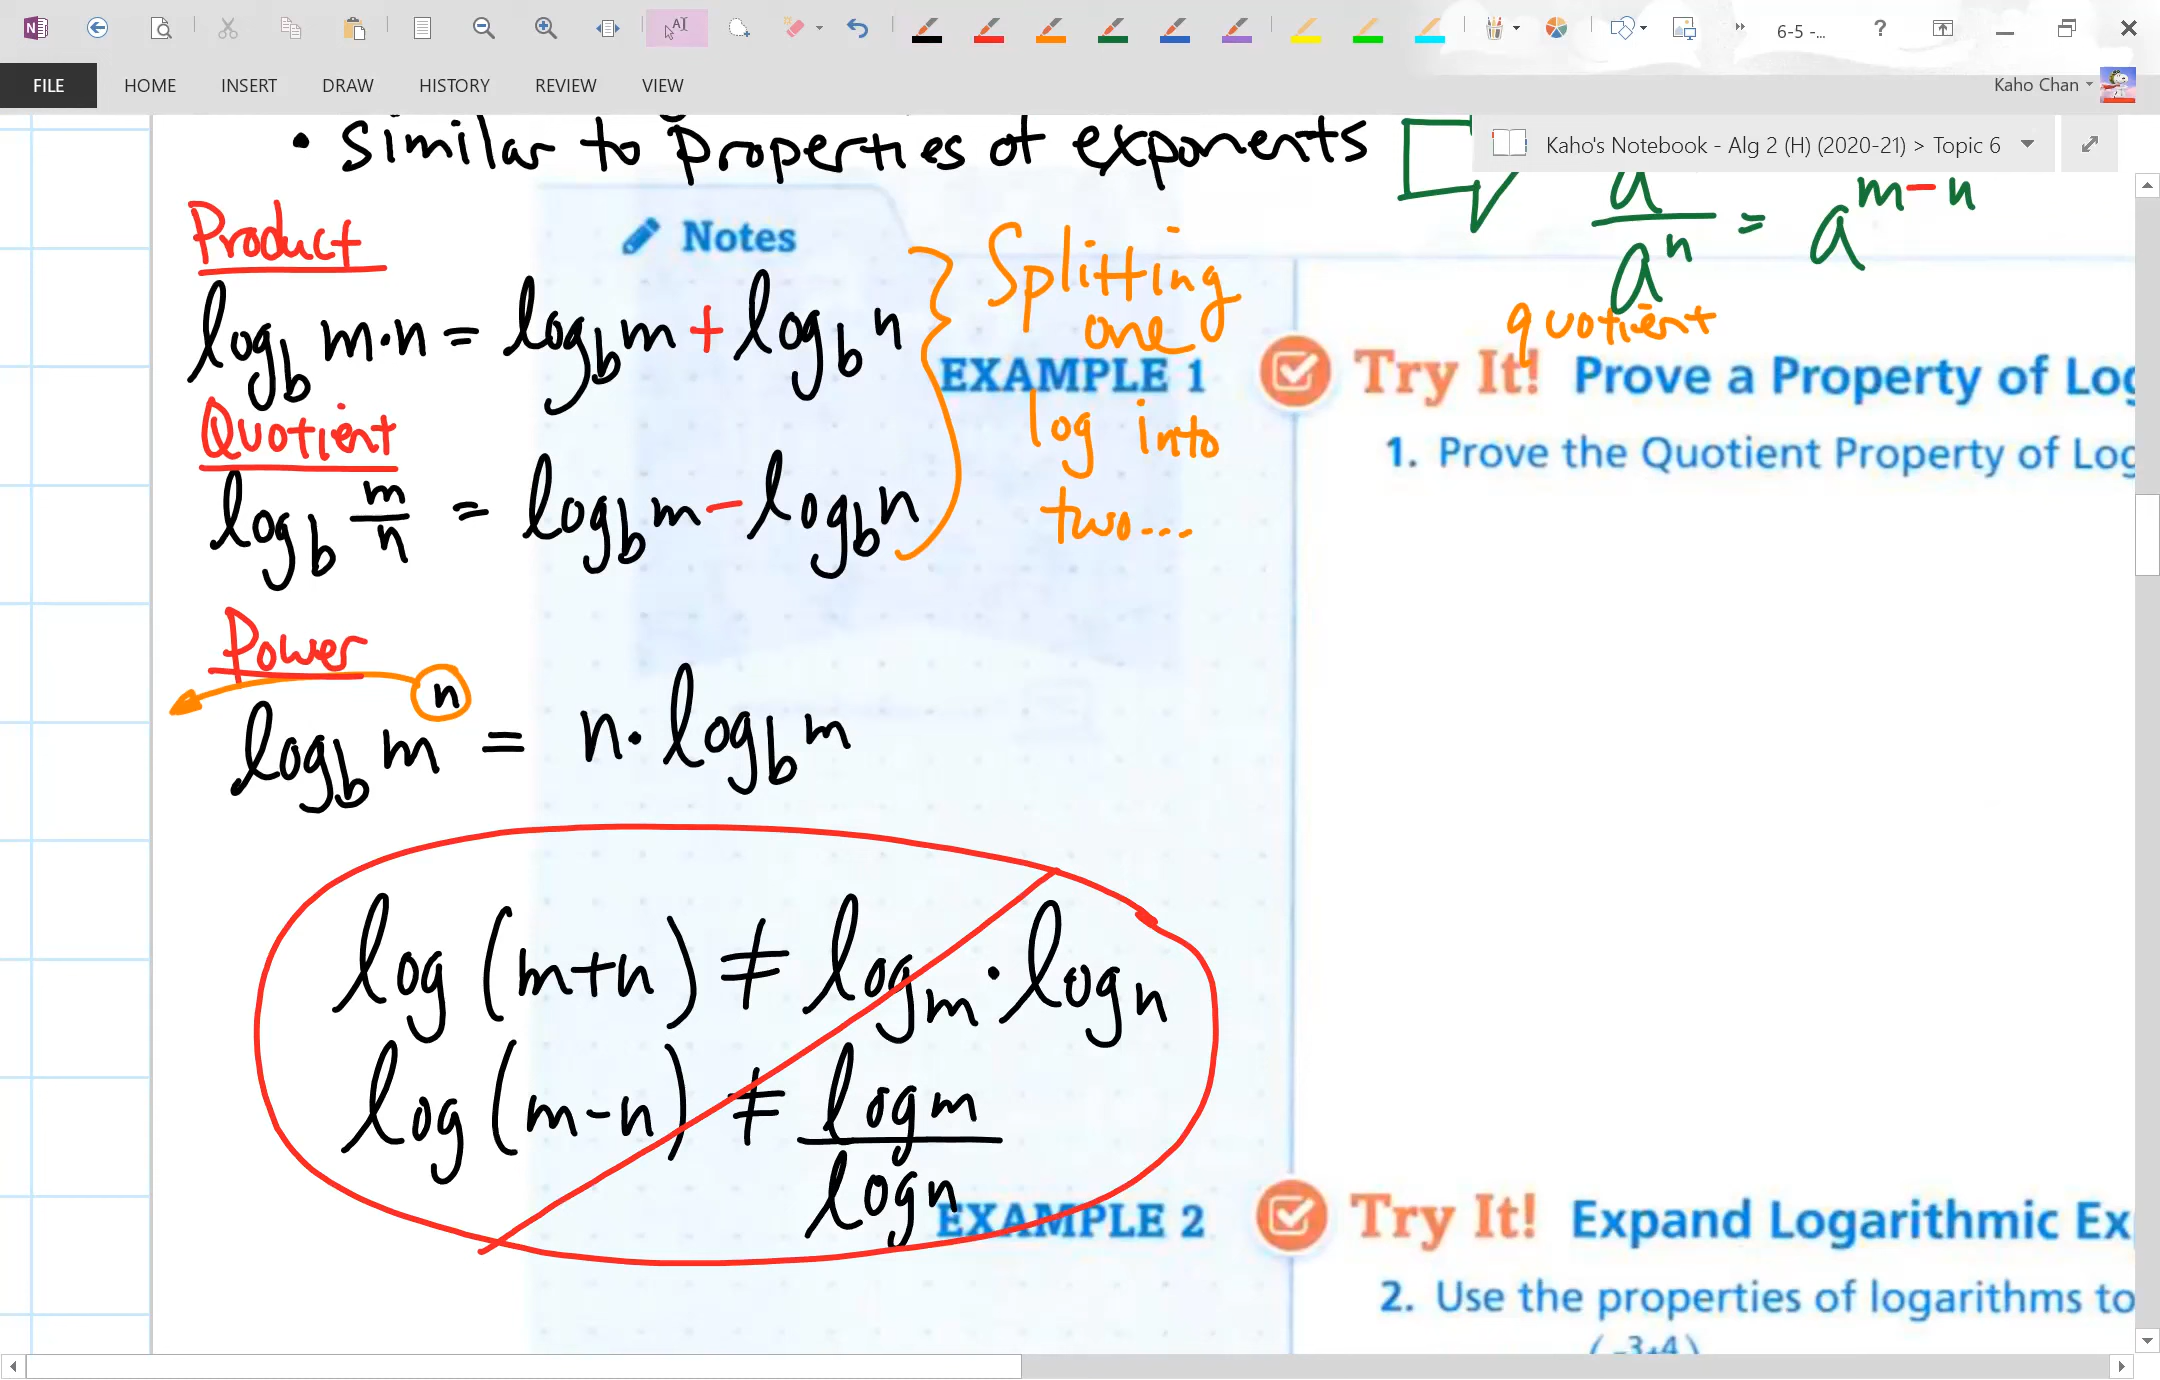 6-5 -...
?
FILE HOME INSERT DRAW HISTORY REVIEW VIEW
Kaho Chan
Kaho's Notebook - Alg 2 (H) (2020-21) > Topic 6
• similar to properties of exponents
a
— = a^(m-n)
a^n
quotient
Notes
Product
log_b m·n = log_b m + log_b n
Quotient
log_b m/n = log_b m - log_b n
Splitting
one
log into
two...
Power
log_b m^n = n·log_b m
log (m+n) ≠ log m · log n
log (m-n) ≠ log m / log n
EXAMPLE 1
Try It! Prove a Property of
1. Prove the Quotient Property of
EXAMPLE 2
Try It! Expand Logarithmic
2. Use the properties of logarithms to